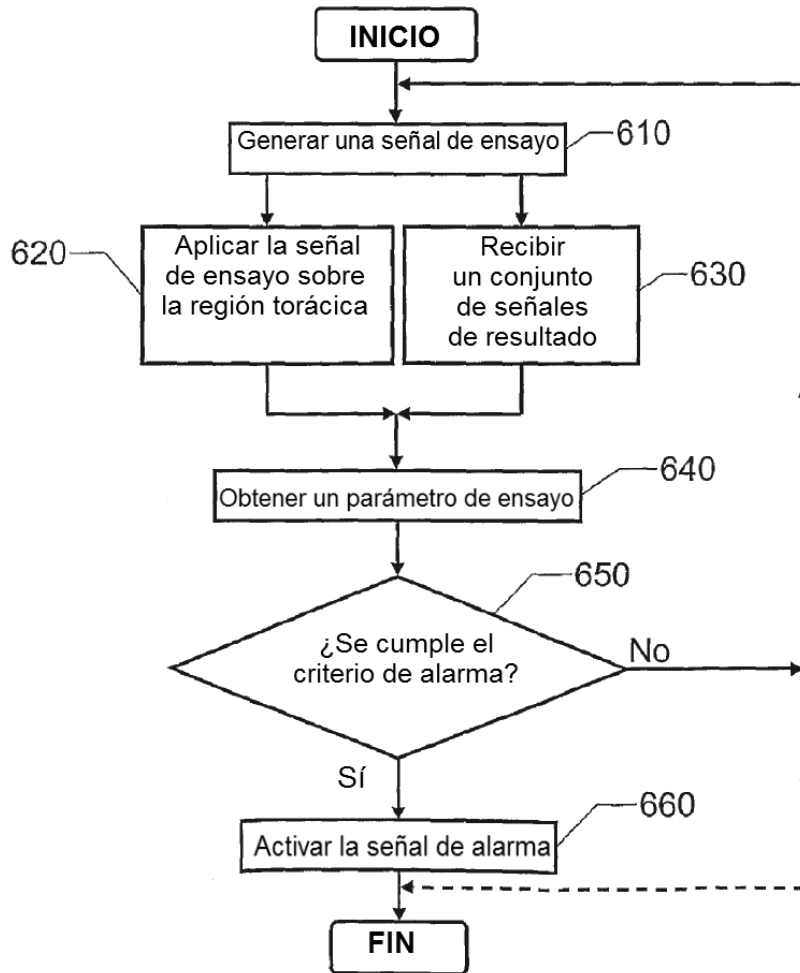 INICIO
Generar una señal de ensayo
610
620
Aplicar la señal
de ensayo sobre
la región torácica
Recibir
un conjunto
de señales
de resultado
630
Obtener un parámetro de ensayo
640
650
¿Se cumple el
criterio de alarma?
No
Sí
660
Activar la señal de alarma
FIN